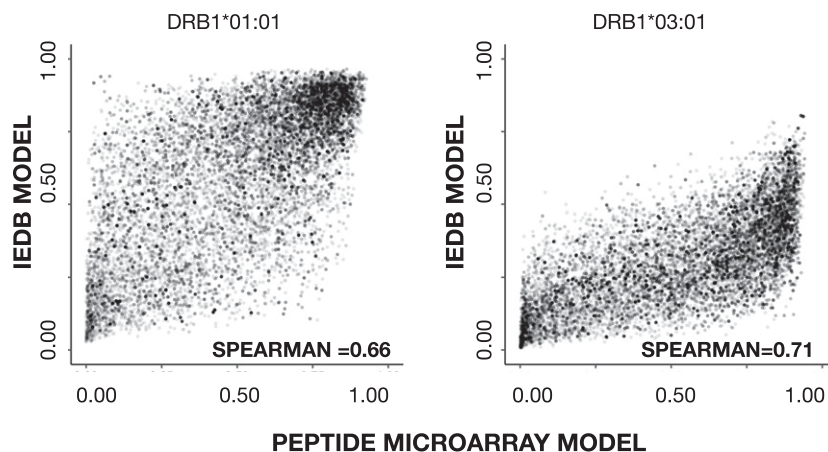 DRB1*01:01
DRB1*03:01
IEDB MODEL
1.00
0.50
0.00
SPEARMAN =0.66
0.00 0.50 1.00
IEDB MODEL
1.00
0.50
0.00
SPEARMAN=0.71
0.00 0.50 1.00
PEPTIDE MICROARRAY MODEL